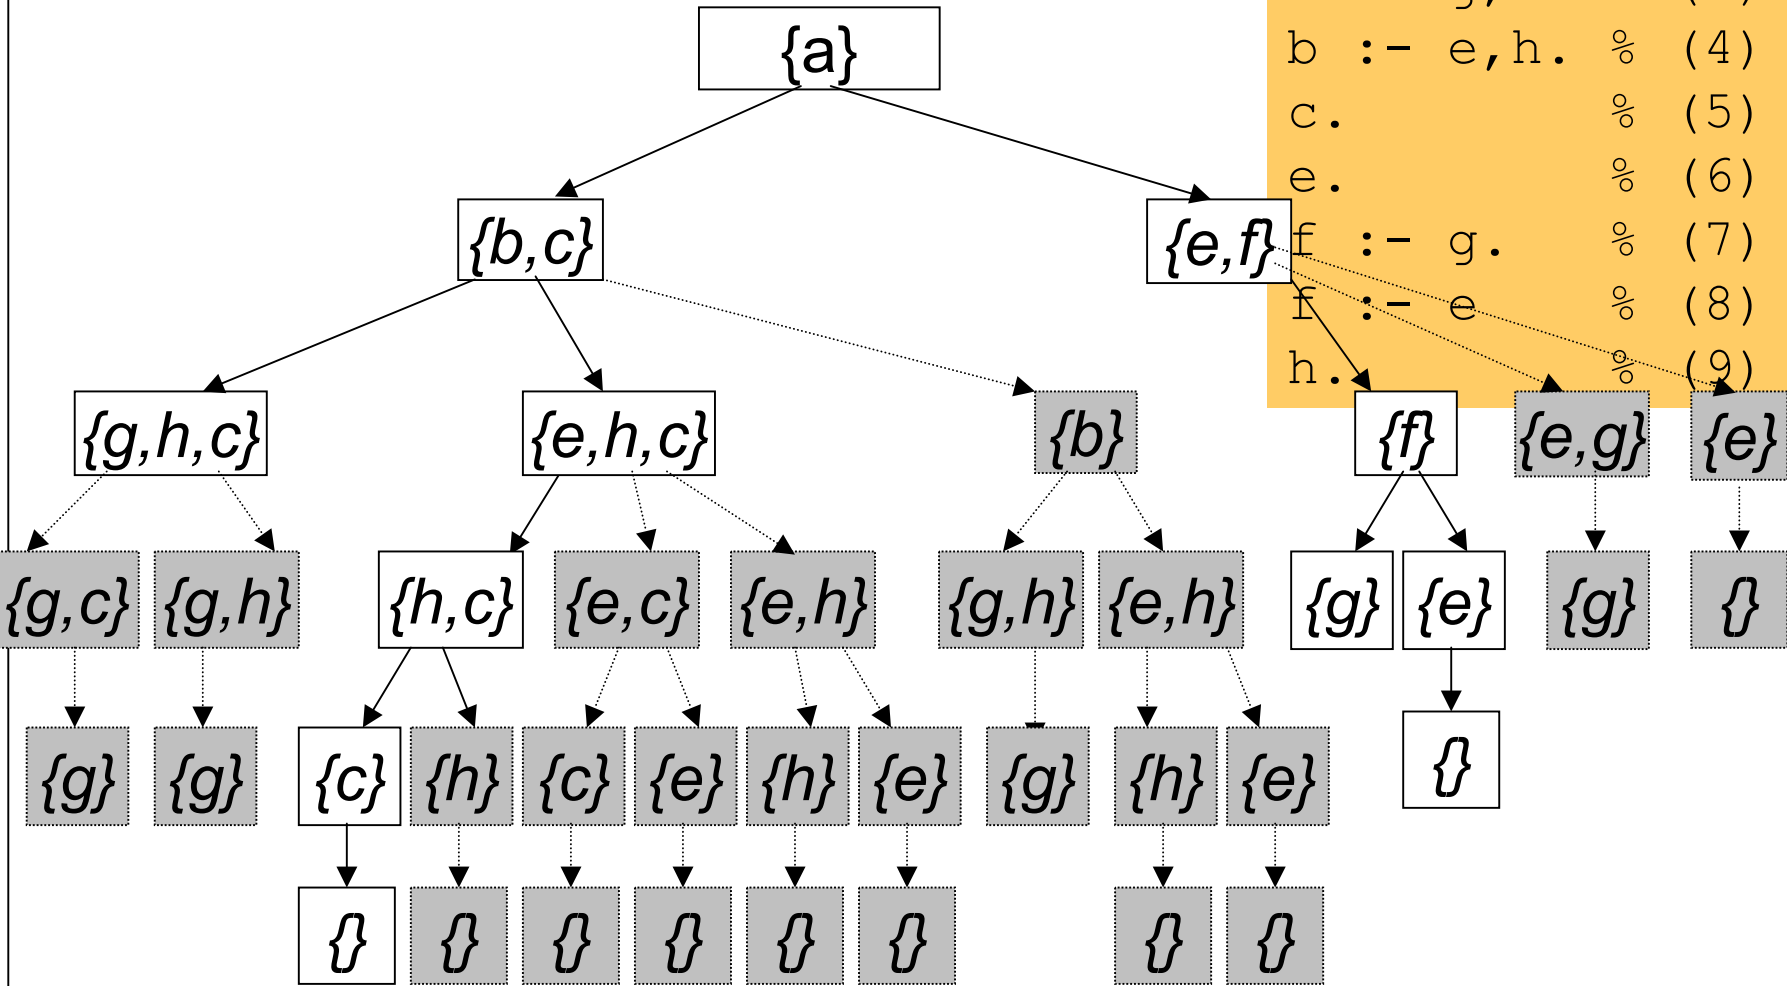 {a}
b :- e,h. % (4)
c. % (5)
e. % (6)
f :- g. % (7)
f :- e % (8)
h. % (9)
{b,c} {e,f}
{g,h,c} {e,h,c} {b} {f} {e,g} {e}
{g,c} {g,h} {h,c} {e,c} {e,h} {g,h} {e,h} {g} {e} {g} {}
{g} {g} {c} {h} {c} {e} {h} {e} {g} {h} {e} {}
{} {} {} {} {} {} {} {}